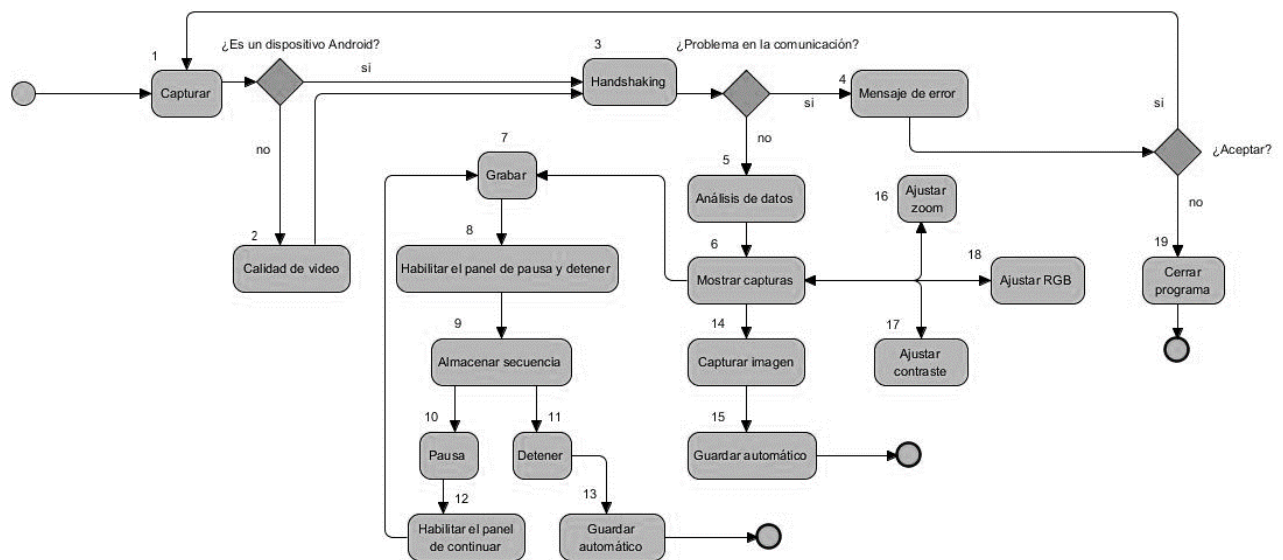 1
¿Es un dispositivo Android?
Capturar
si
no
2
Calidad de video
3
Handshaking
¿Problema en la comunicación?
si
no
4
Mensaje de error
si
¿Aceptar?
no
5
Análisis de datos
6
Mostrar capturas
7
Grabar
8
Habilitar el panel de pausa y detener
9
Almacenar secuencia
10
Pausa
11
Detener
12
Habilitar el panel
de continuar
13
Guardar
automático
14
Capturar imagen
15
Guardar automático
16
Ajustar
zoom
17
Ajustar
contraste
18
Ajustar RGB
19
Cerrar
programa